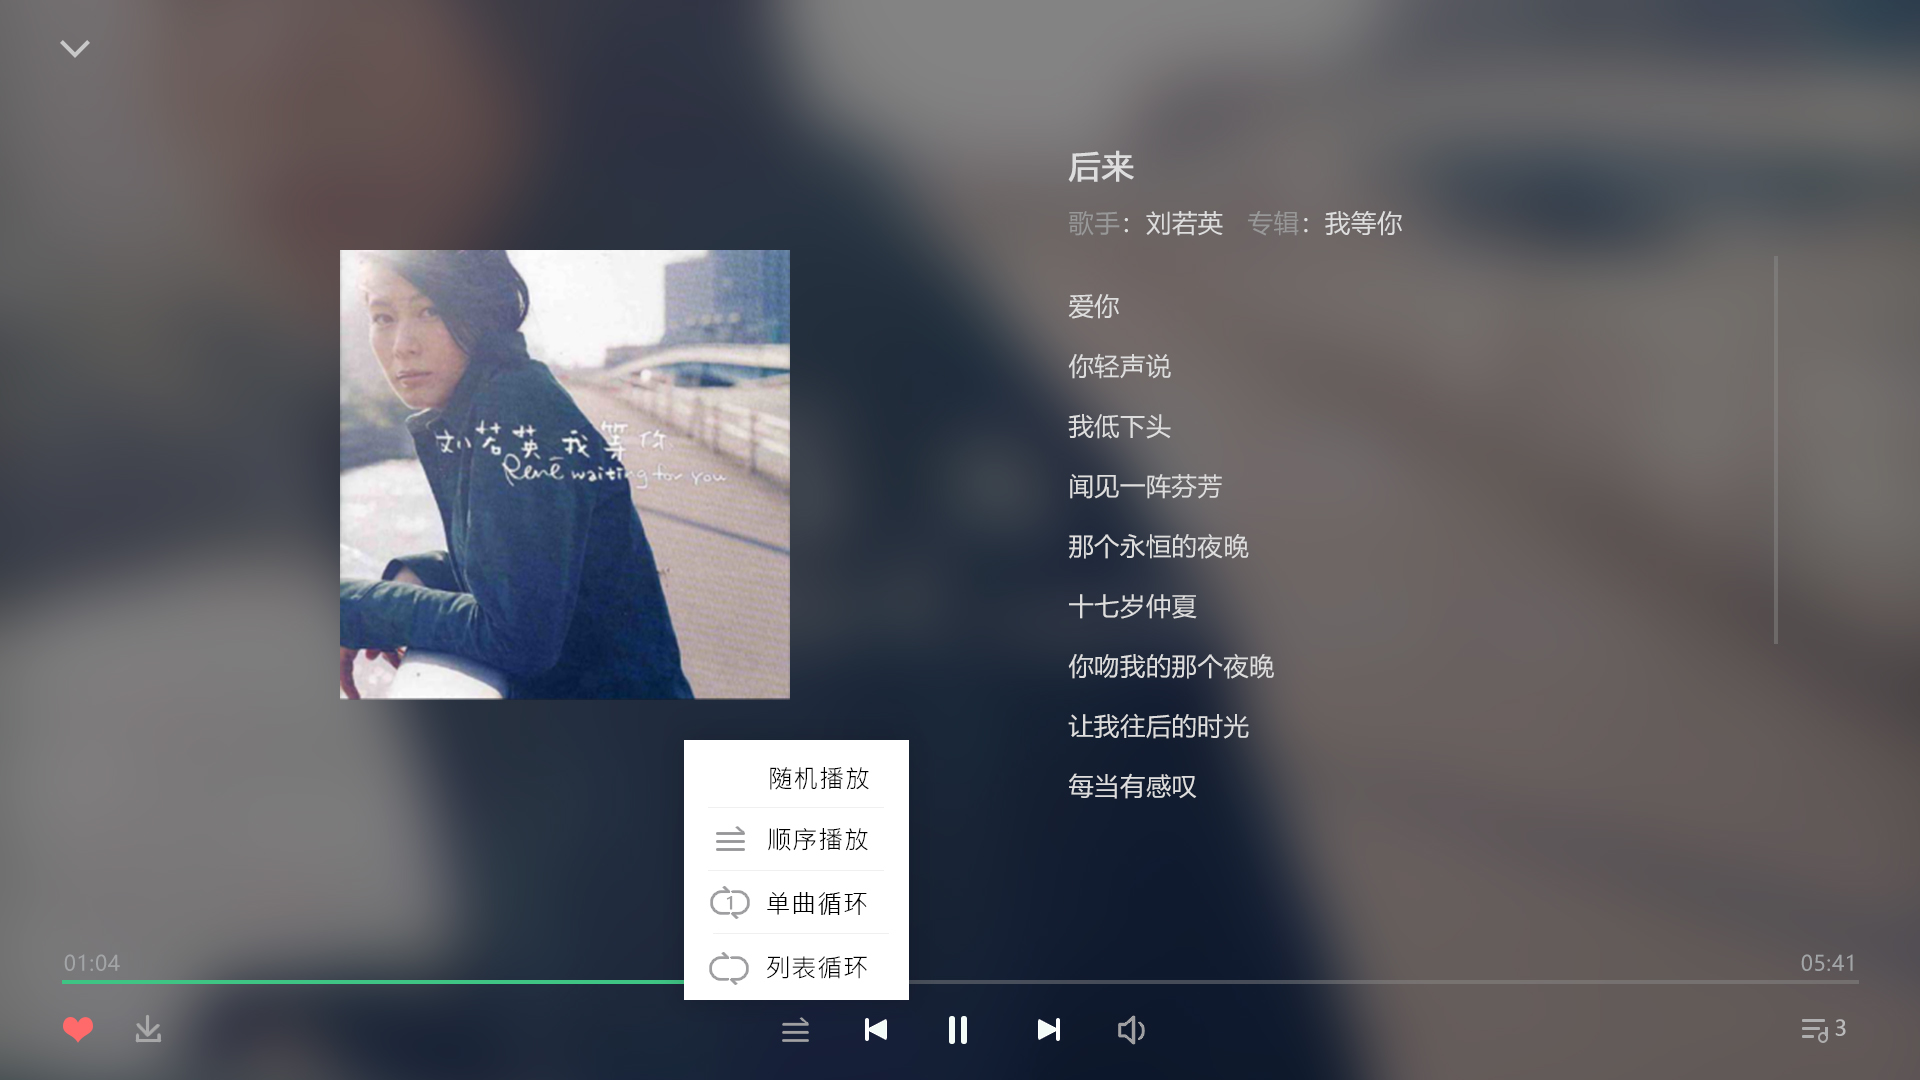 后来
歌手：刘若英 专辑：我等你
刘若英_我等你
René waiting for you
爱你
你轻声说
我低下头
闻见一阵芬芳
那个永恒的夜晚
十七岁仲夏
你吻我的那个夜晚
让我往后的时光
每当有感叹
随机播放
顺序播放
1 单曲循环
列表循环
01:04
05:41
3